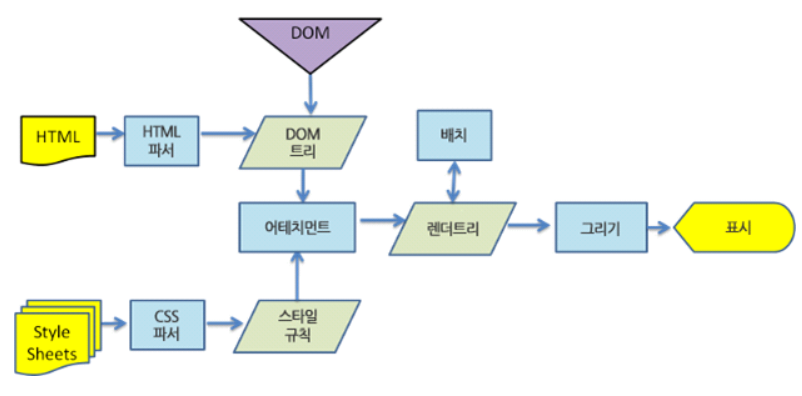 DOM
HTML
HTML
파서
DOM
트리
배치
어테치먼트
렌더트리
그리기
표시
Style
Sheets
CSS
파서
스타일
규칙